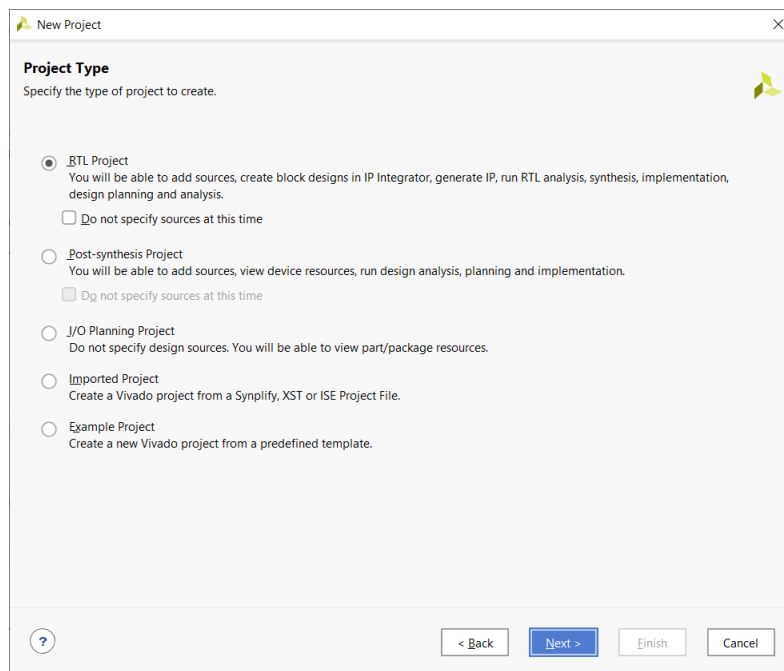 New Project
Project Type
Specify the type of project to create.
RTL Project
You will be able to add sources, create block designs in IP Integrator, generate IP, run RTL analysis, synthesis, implementation,
design planning and analysis.
Do not specify sources at this time
Post-synthesis Project
You will be able to add sources, view device resources, run design analysis, planning and implementation.
Do not specify sources at this time
I/O Planning Project
Do not specify design sources. You will be able to view part/package resources.
Imported Project
Create a Vivado project from a Synplify, XST or ISE Project File.
Example Project
Create a new Vivado project from a predefined template.
? < Back Next > Finish Cancel